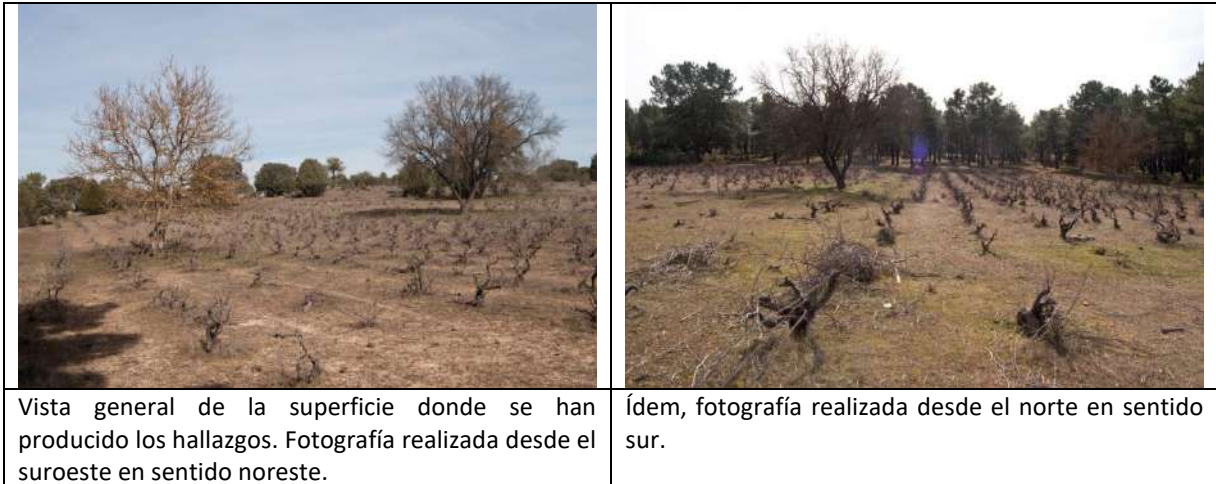 Vista general de la superficie donde se han
producido los hallazgos. Fotografía realizada desde el
suroeste en sentido noreste.
Ídem, fotografía realizada desde el norte en sentido
sur.